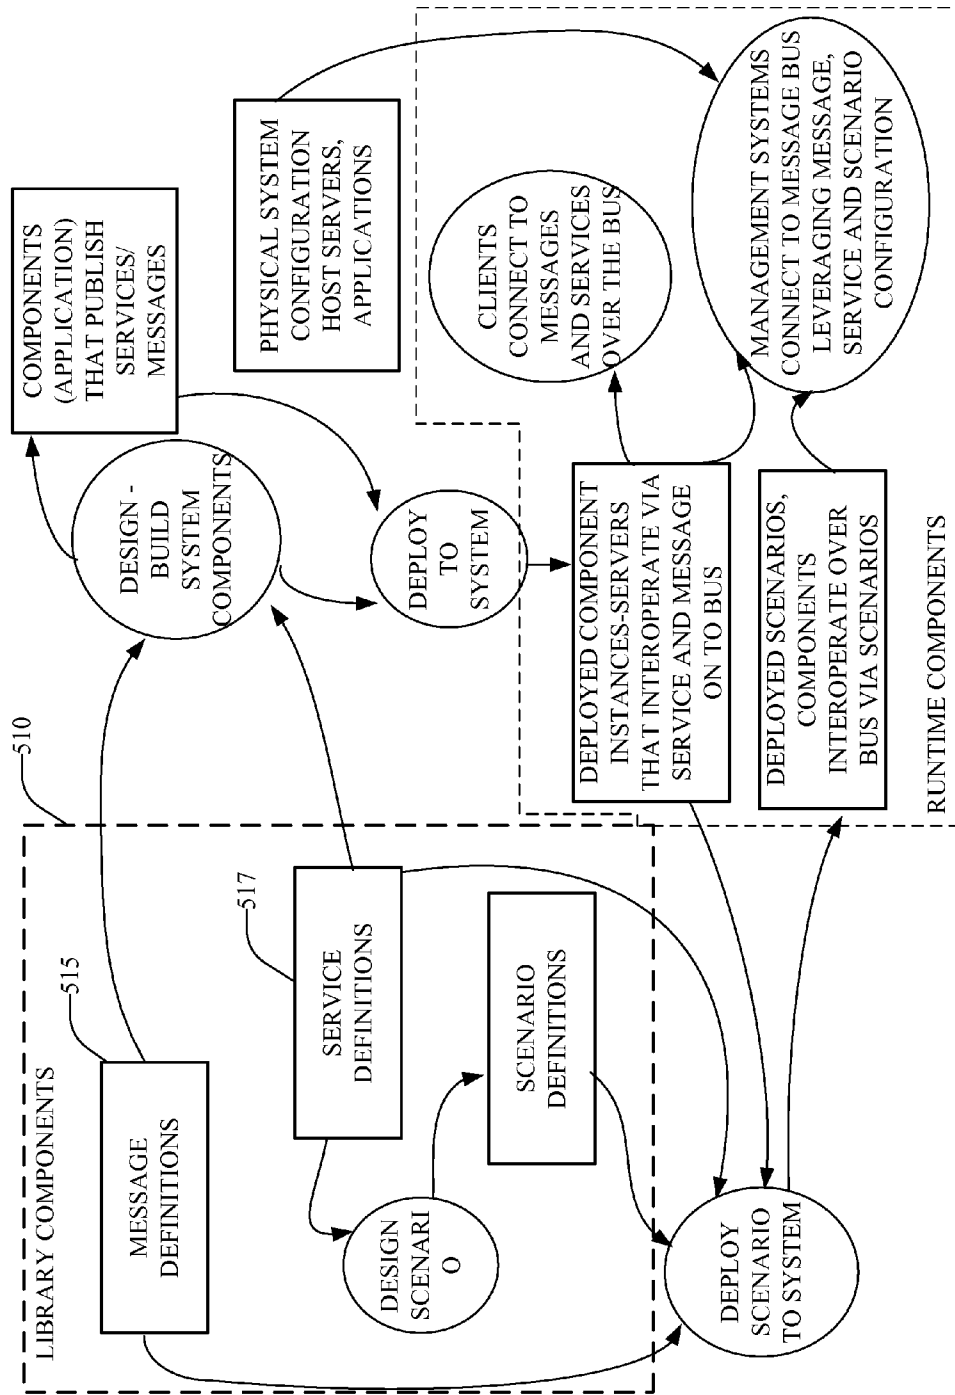 LIBRARY COMPONENTS
510
MESSAGE
DEFINITIONS
515
SERVICE
DEFINITIONS
517
DESIGN
SCENARI
O
SCENARIO
DEFINITIONS
DEPLOY
SCENARIO
TO SYSTEM
DESIGN -
BUILD
SYSTEM
COMPONENTS
COMPONENTS
(APPLICATION)
THAT PUBLISH
SERVICES/
MESSAGES
DEPLOY
TO
SYSTEM
PHYSICAL SYSTEM
CONFIGURATION
HOST SERVERS,
APPLICATIONS
CLIENTS
CONNECT TO
MESSAGES
AND SERVICES
OVER THE BUS
DEPLOYED COMPONENT
INSTANCES-SERVERS
THAT INTEROPERATE VIA
SERVICE AND MESSAGE
ON TO BUS
MANAGEMENT SYSTEMS
CONNECT TO MESSAGE BUS
LEVERAGING MESSAGE,
SERVICE AND SCENARIO
CONFIGURATION
DEPLOYED SCENARIOS,
COMPONENTS
INTEROPERATE OVER
BUS VIA SCENARIOS
RUNTIME COMPONENTS